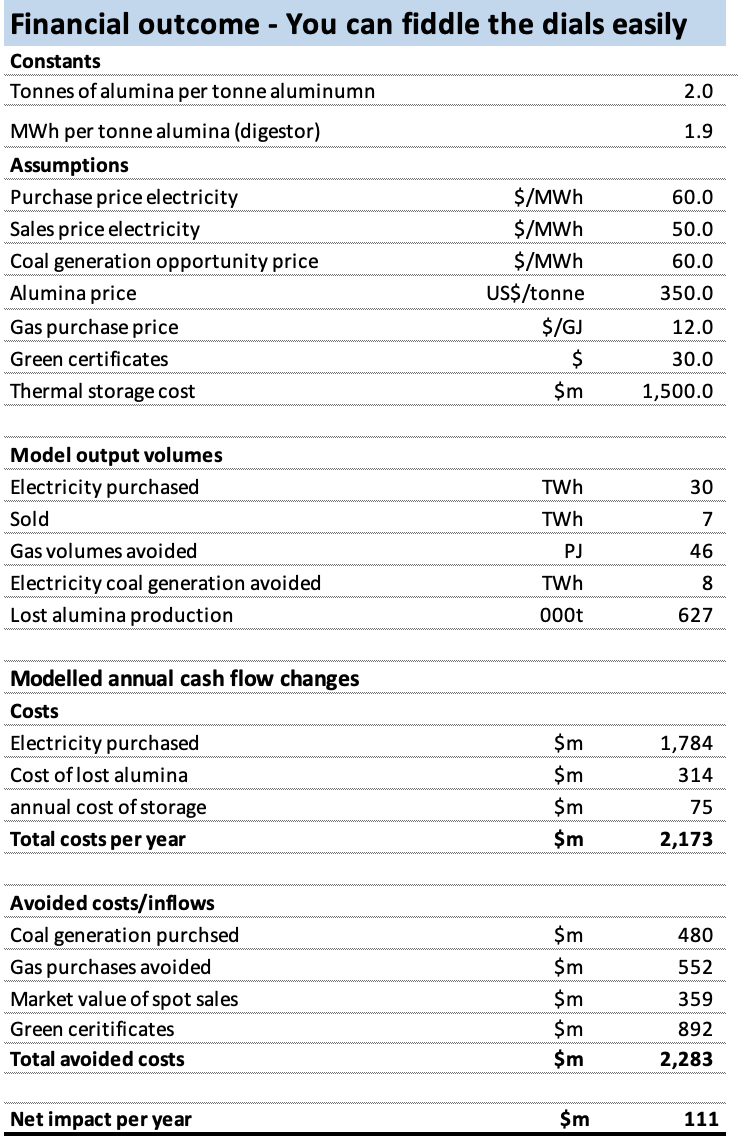 Financial outcome - You can fiddle the dials easily
Constants
Tonnes of alumina per tonne aluminumn 2.0
MWh per tonne alumina (digestor) 1.9
Assumptions
Purchase price electricity $/MWh 60.0
Sales price electricity $/MWh 50.0
Coal generation opportunity price $/MWh 60.0
Alumina price US$/tonne 350.0
Gas purchase price $/GJ 12.0
Green certificates $ 30.0
Thermal storage cost $m 1,500.0
Model output volumes
Electricity purchased TWh 30
Sold TWh 7
Gas volumes avoided PJ 46
Electricity coal generation avoided TWh 8
Lost alumina production 000t 627
Modelled annual cash flow changes
Costs
Electricity purchased $m 1,784
Cost of lost alumina $m 314
annual cost of storage $m 75
Total costs per year $m 2,173
Avoided costs/inflows
Coal generation purchsed $m 480
Gas purchases avoided $m 552
Market value of spot sales $m 359
Green ceritificates $m 892
Total avoided costs $m 2,283
Net impact per year $m 111